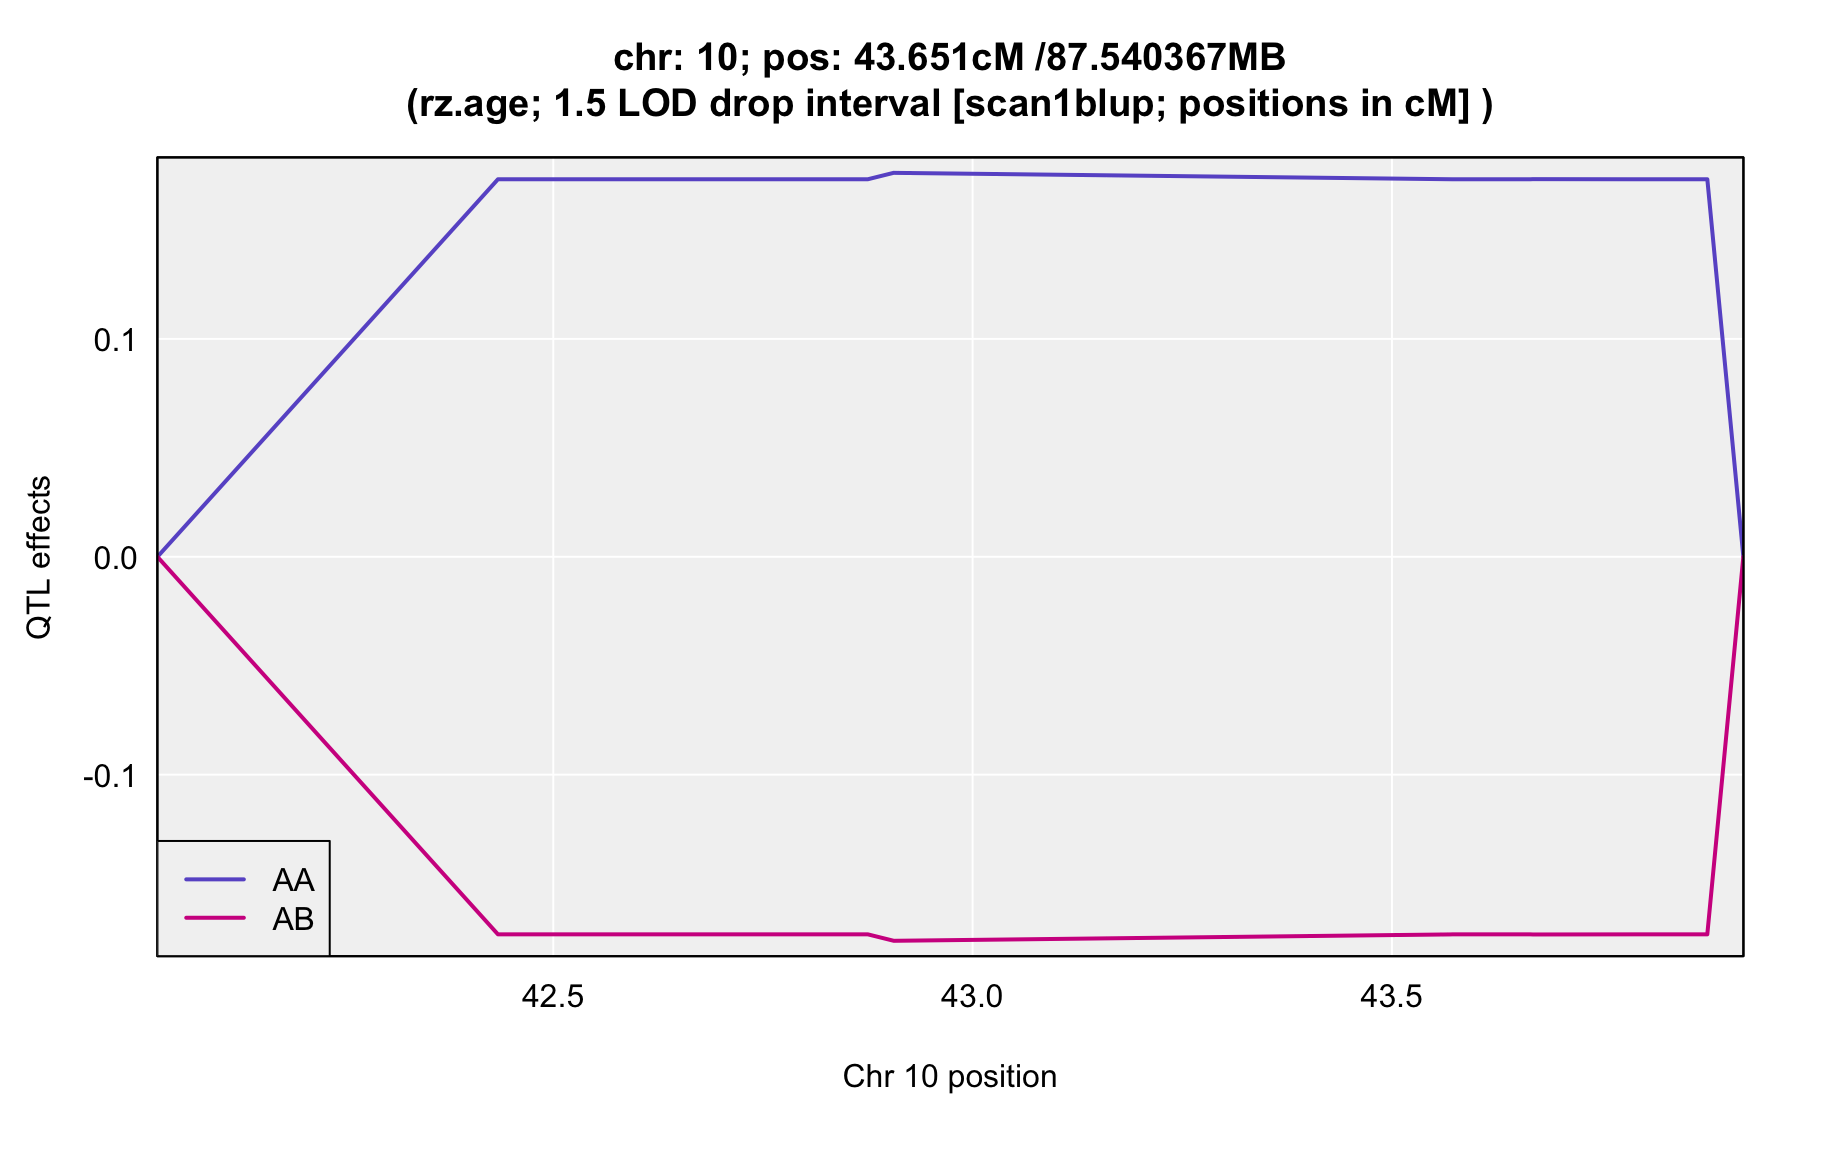 chr: 10; pos: 43.651cM /87.540367MB
(rz.age; 1.5 LOD drop interval [scan1blup; positions in cM] )
QTL effects
0.1
0.0
-0.1
AA
AB
42.5 43.0 43.5
Chr 10 position